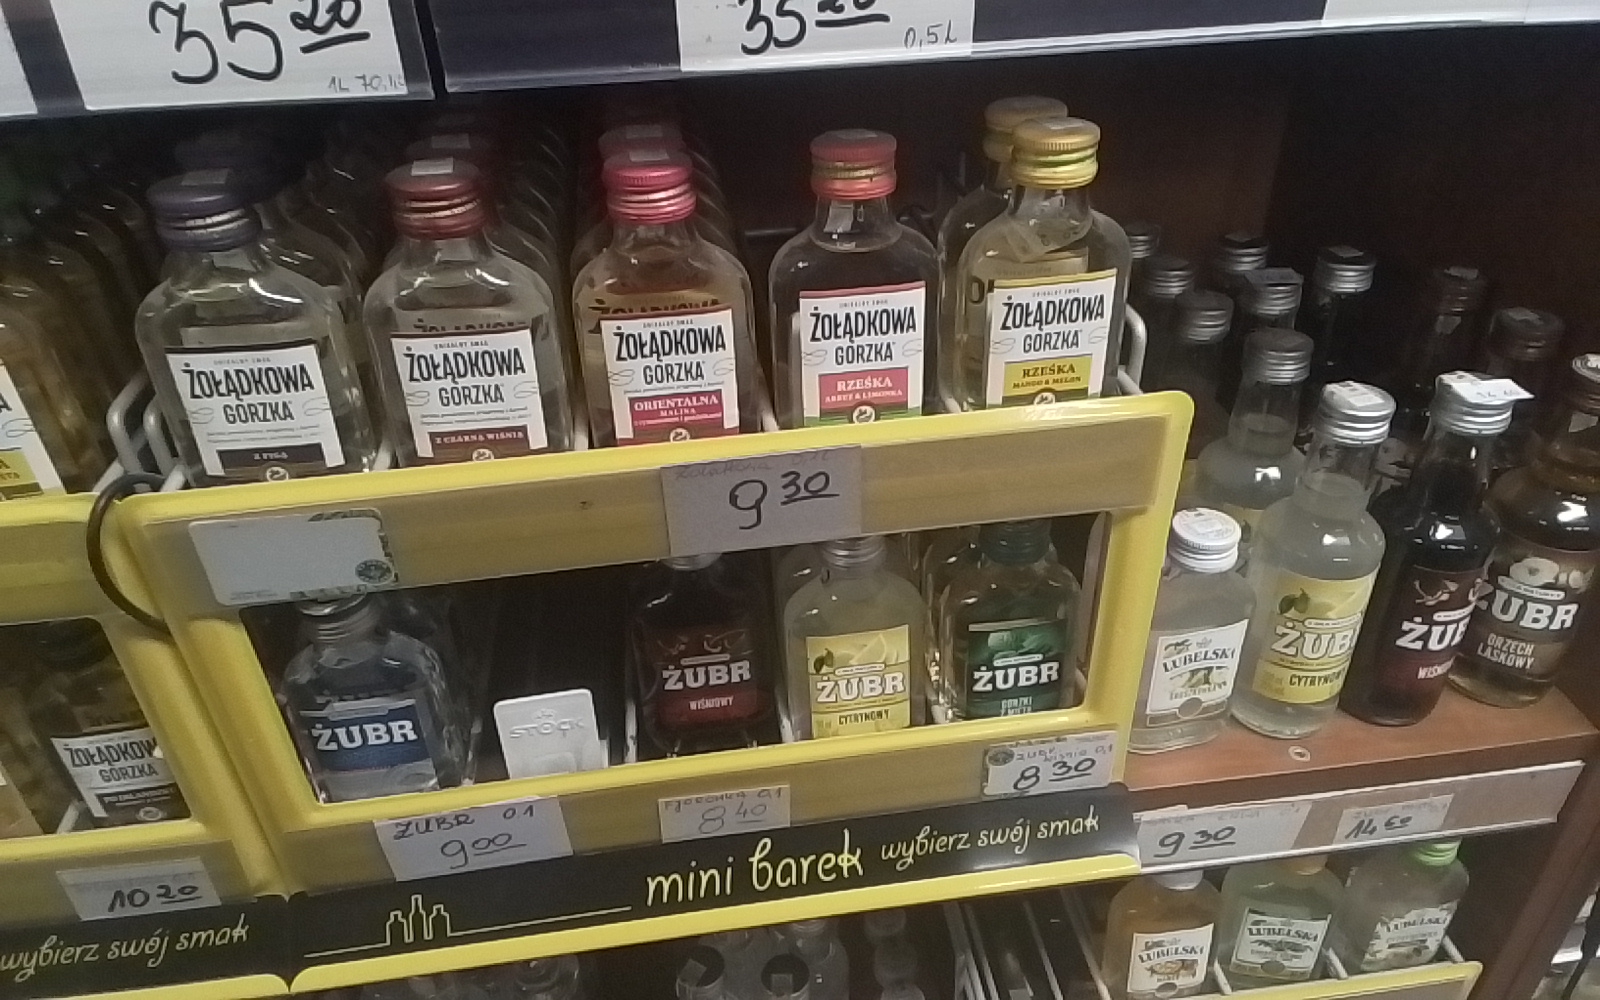 35 20
1L 70,40
35 20
0,5L
ŻOŁĄDKOWA
GORZKA
Z FIGĄ
ŻOŁĄDKOWA
GORZKA
Z CZARNĄ WIŚNIĄ
ŻOŁĄDKOWA
GORZKA
ORIENTALNA
MALINA
ŻOŁĄDKOWA
GORZKA
RZEŚKA
ARBUZ & LIMONKA
ŻOŁĄDKOWA
GORZKA
RZEŚKA
MANGO & MELON
9 30
ŻUBR
STOCK
ŻUBR
WIŚNIOWY
ŻUBR
CYTRYNOWY
ŻUBR
GORZKI
Z MIĘTĄ
LUBELSKA
ŻUBR
CYTRYNOWY
ŻUBR
ŻUBR
ORZECH
LASKOWY
ŻOŁĄDKOWA
GORZKA
ŻUBR 0.1
9 00
0.1
8 40
8 30
9 30
14 60
10 20
mini barek wybierz swój smak
wybierz swój smak
LUBELSKA
LUBELSKA
LUBELSKA